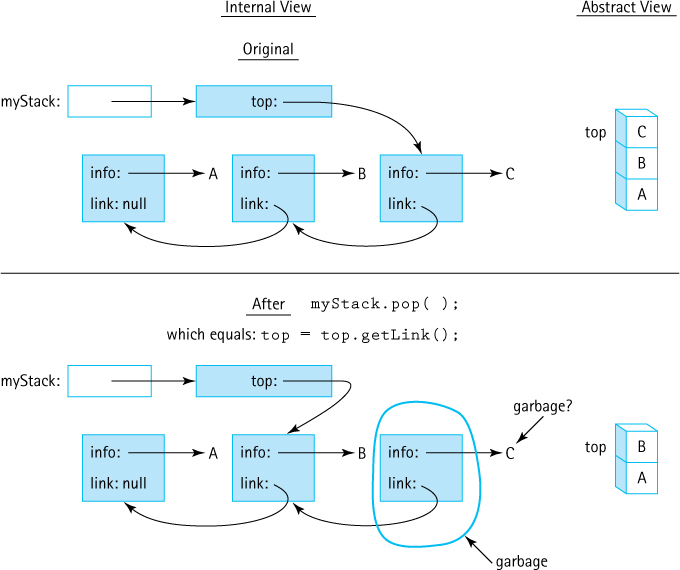 Internal View Abstract View
Original
myStack: top:
top C
info: A info: B info: C
B
link: null link: link:
A
After myStack.pop( );
which equals: top = top.getLink();
myStack: top:
garbage?
info: A info: B info: C
top B
link: null link: link:
A
garbage